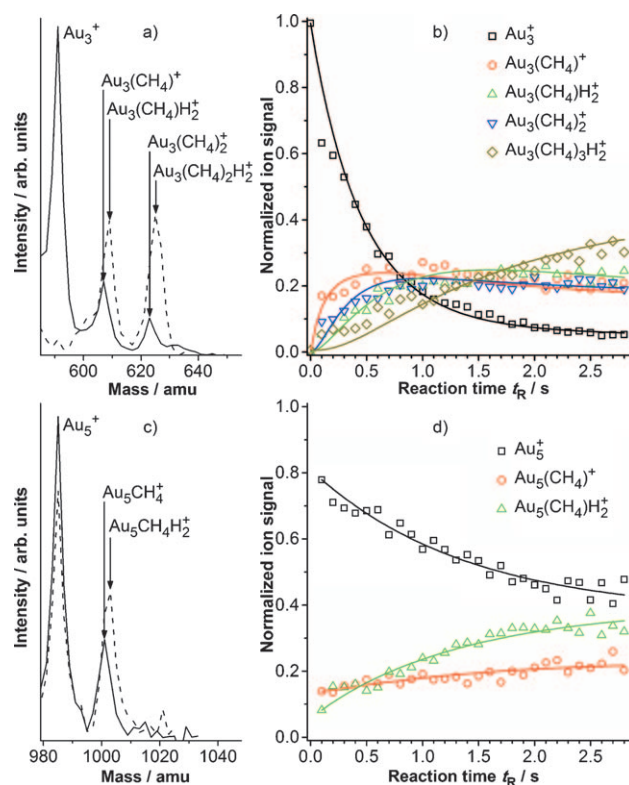 a)
Au₃⁺
Au₃(CH₄)⁺
Au₃(CH₄)H₂⁺
Au₃(CH₄)₂⁺
Au₃(CH₄)₂H₂⁺
Intensity / arb. units
600 620 640
Mass / amu
b)
Au₃⁺
Au₃(CH₄)⁺
Au₃(CH₄)H₂⁺
Au₃(CH₄)₂⁺
Au₃(CH₄)₃H₂⁺
Normalized ion signal
1.0
0.8
0.6
0.4
0.2
0.0
0.0 0.5 1.0 1.5 2.0 2.5
Reaction time tR / s
c)
Au₅⁺
Au₅CH₄⁺
Au₅CH₄H₂⁺
Intensity / arb. units
980 1000 1020 1040
Mass / amu
d)
Au₅⁺
Au₅(CH₄)⁺
Au₅(CH₄)H₂⁺
Normalized ion signal
1.0
0.8
0.6
0.4
0.2
0.0
0.0 0.5 1.0 1.5 2.0 2.5
Reaction time tR / s